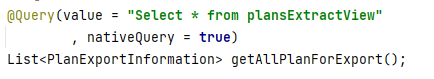 @Query(value = "Select * from plansExtractView"
, nativeQuery = true)
List<PlanExportInformation> getAllPlanForExport();